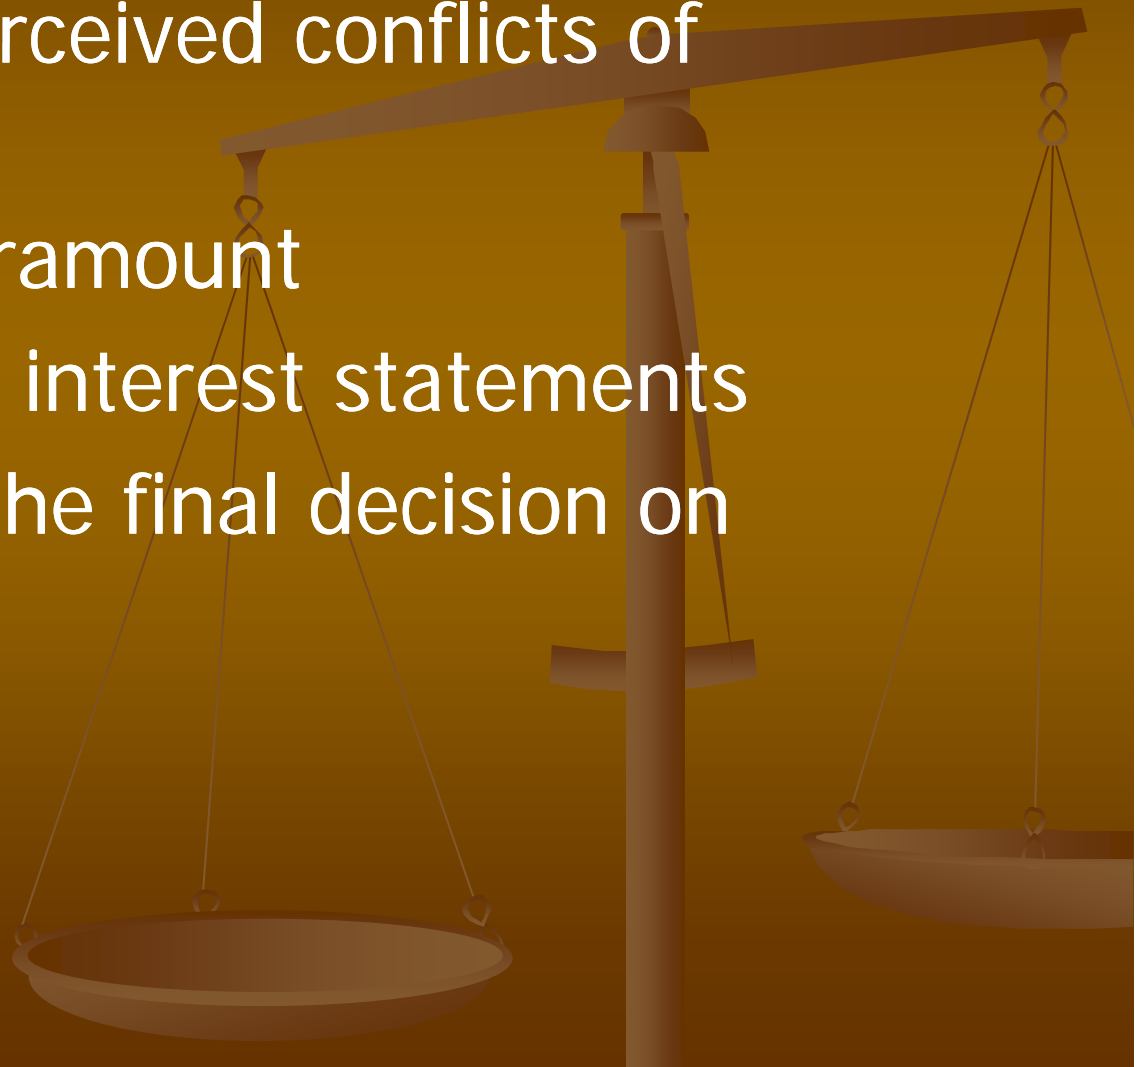 rceived conflicts of
ramount
interest statements
he final decision on